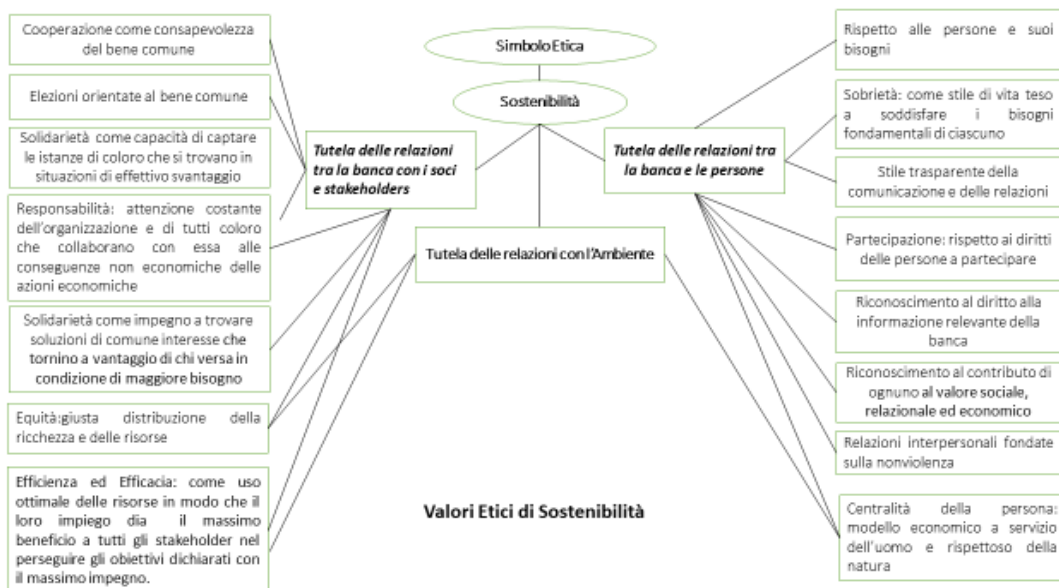 Cooperazione come consapevolezza
del bene comune
Elezioni orientate al bene comune
Solidarietà come capacità di captare
le istanze di coloro che si trovano in
situazioni di effettivo svantaggio
Responsabilità: attenzione costante
dell'organizzazione e di tutti coloro
che collaborano con essa alle
conseguenze non economiche delle
azioni economiche
Solidarietà come impegno a trovare
soluzioni di comune interesse che
tornino a vantaggio di chi versa in
condizione di maggiore bisogno
Equità:giusta distribuzione della
ricchezza e delle risorse
Efficienza ed Efficacia: come uso
ottimale delle risorse in modo che il
loro impiego dia il massimo
beneficio a tutti gli stakeholder nel
perseguire gli obiettivi dichiarati con
il massimo impegno.
Simbolo Etica
Sostenibilità
Tutela delle relazioni
tra la banca con i soci
e stakeholders
Tutela delle relazioni tra
la banca e le persone
Tutela delle relazioni con l'Ambiente
Valori Etici di Sostenibilità
Rispetto alle persone e suoi
bisogni
Sobrietà: come stile di vita teso
a soddisfare i bisogni
fondamentali di ciascuno
Stile trasparente della
comunicazione e delle relazioni
Partecipazione: rispetto ai diritti
delle persone a partecipare
Riconoscimento al diritto alla
informazione relevante della
banca
Riconoscimento al contributo di
ognuno al valore sociale,
relazionale ed economico
Relazioni interpersonali fondate
sulla nonviolenza
Centralità della persona:
modello economico a servizio
dell'uomo e rispettoso della
natura